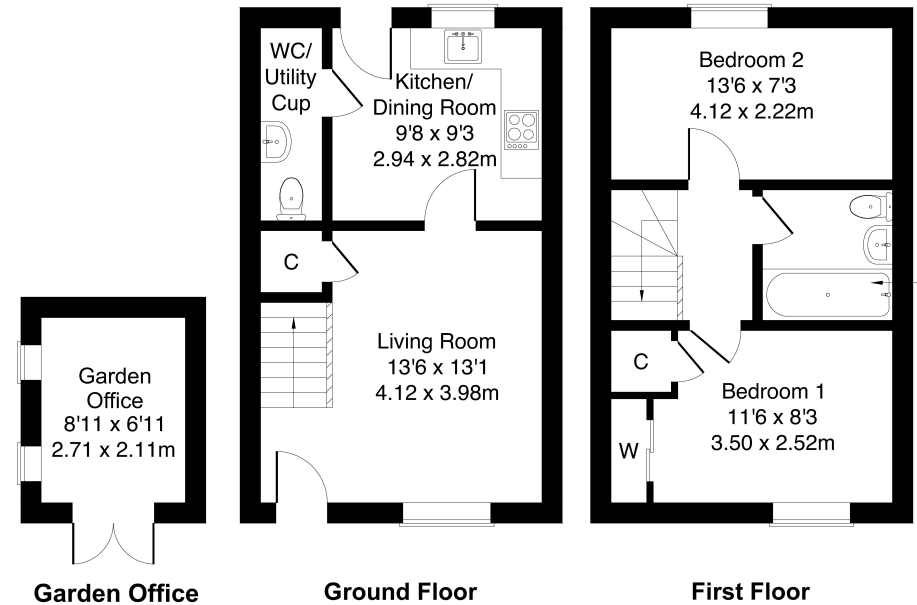 WC/
Utility
Cup
Kitchen/
Dining Room
9'8 x 9'3
2.94 x 2.82m
C
Living Room
13'6 x 13'1
4.12 x 3.98m
Bedroom 2
13'6 x 7'3
4.12 x 2.22m
C
W
Bedroom 1
11'6 x 8'3
3.50 x 2.52m
Garden
Office
8'11 x 6'11
2.71 x 2.11m
Garden Office
Ground Floor
First Floor